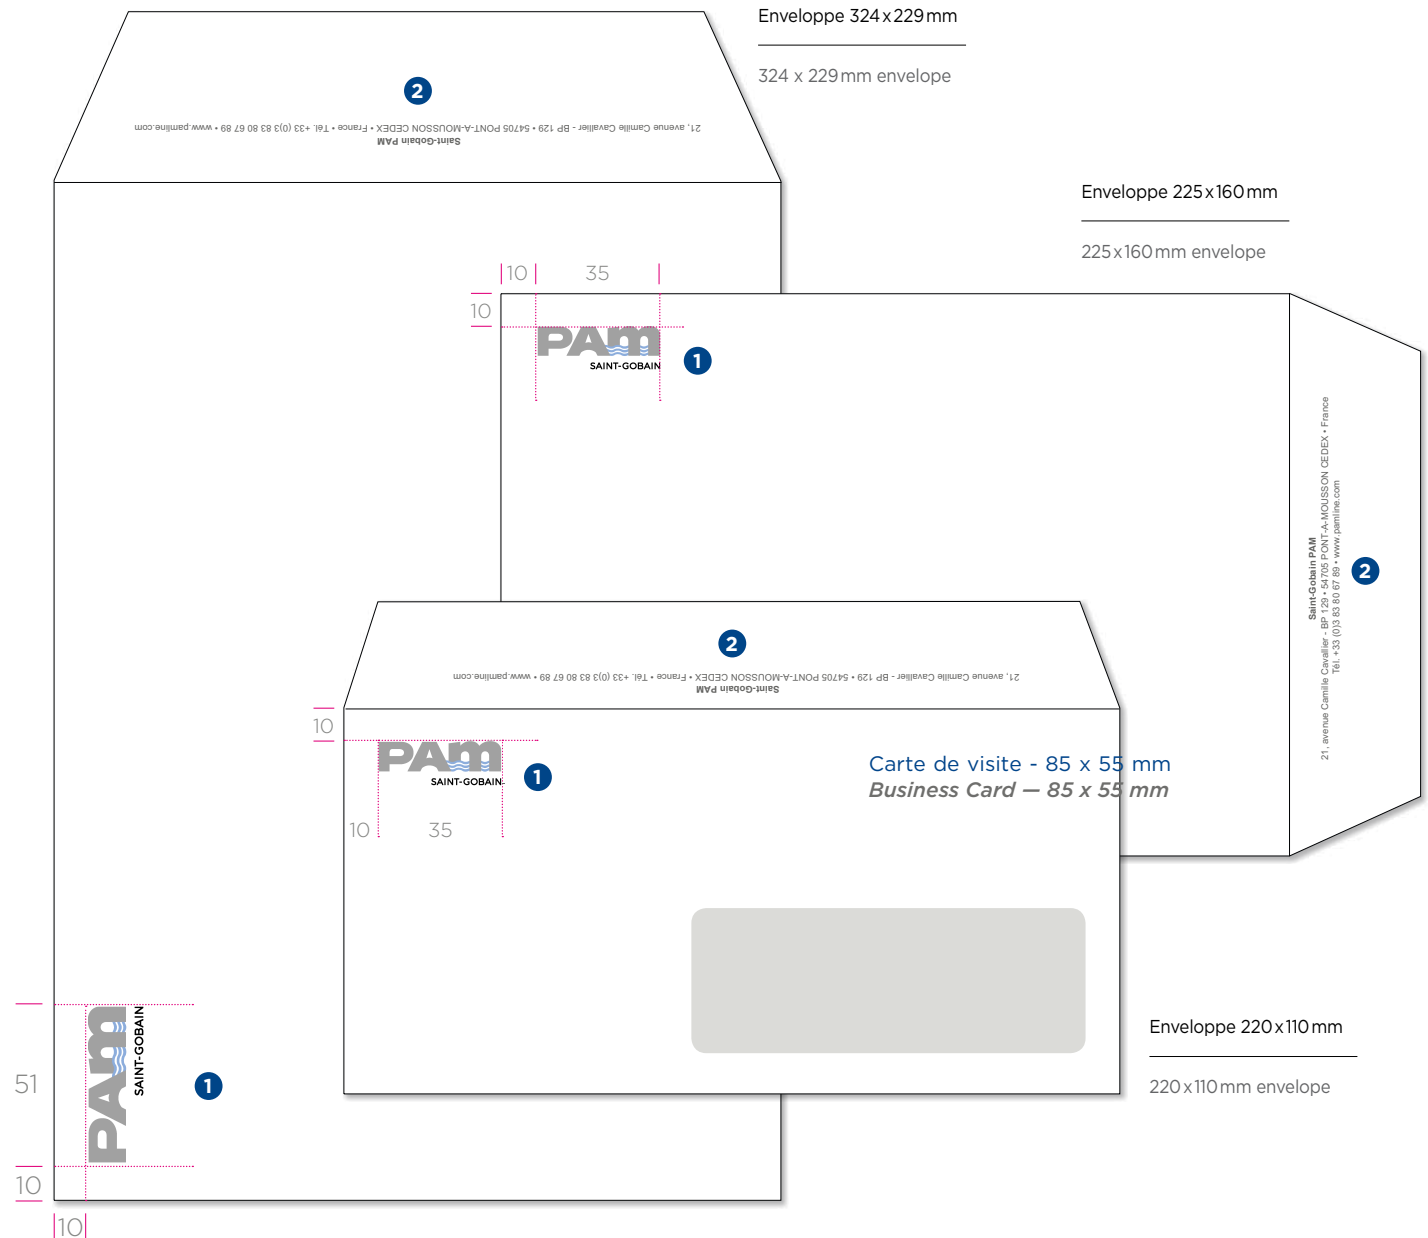 Enveloppe 324 x 229 mm
324 x 229 mm envelope
2
Saint-Gobain PAM
21, avenue Camille Cavallier - BP 129 • 54705 PONT-A-MOUSSON CEDEX • France • Tél. +33 (0)3 83 80 67 89 • www.pamline.com
Enveloppe 225 x 160 mm
225 x 160 mm envelope
10 35
10
PAM
SAINT-GOBAIN
1
Saint-Gobain PAM
21, avenue Camille Cavallier - BP 129 • 54705 PONT-A-MOUSSON CEDEX • France
Tél. +33 (0)3 83 80 67 89 • www.pamline.com
2
2
Saint-Gobain PAM
21, avenue Camille Cavallier - BP 129 • 54705 PONT-A-MOUSSON CEDEX • France • Tél. +33 (0)3 83 80 67 89 • www.pamline.com
10
PAM
SAINT-GOBAIN
1
10 35
Carte de visite - 85 x 55 mm
Business Card — 85 x 55 mm
Enveloppe 220 x 110 mm
220 x 110 mm envelope
PAM
SAINT-GOBAIN
1
51
10
10